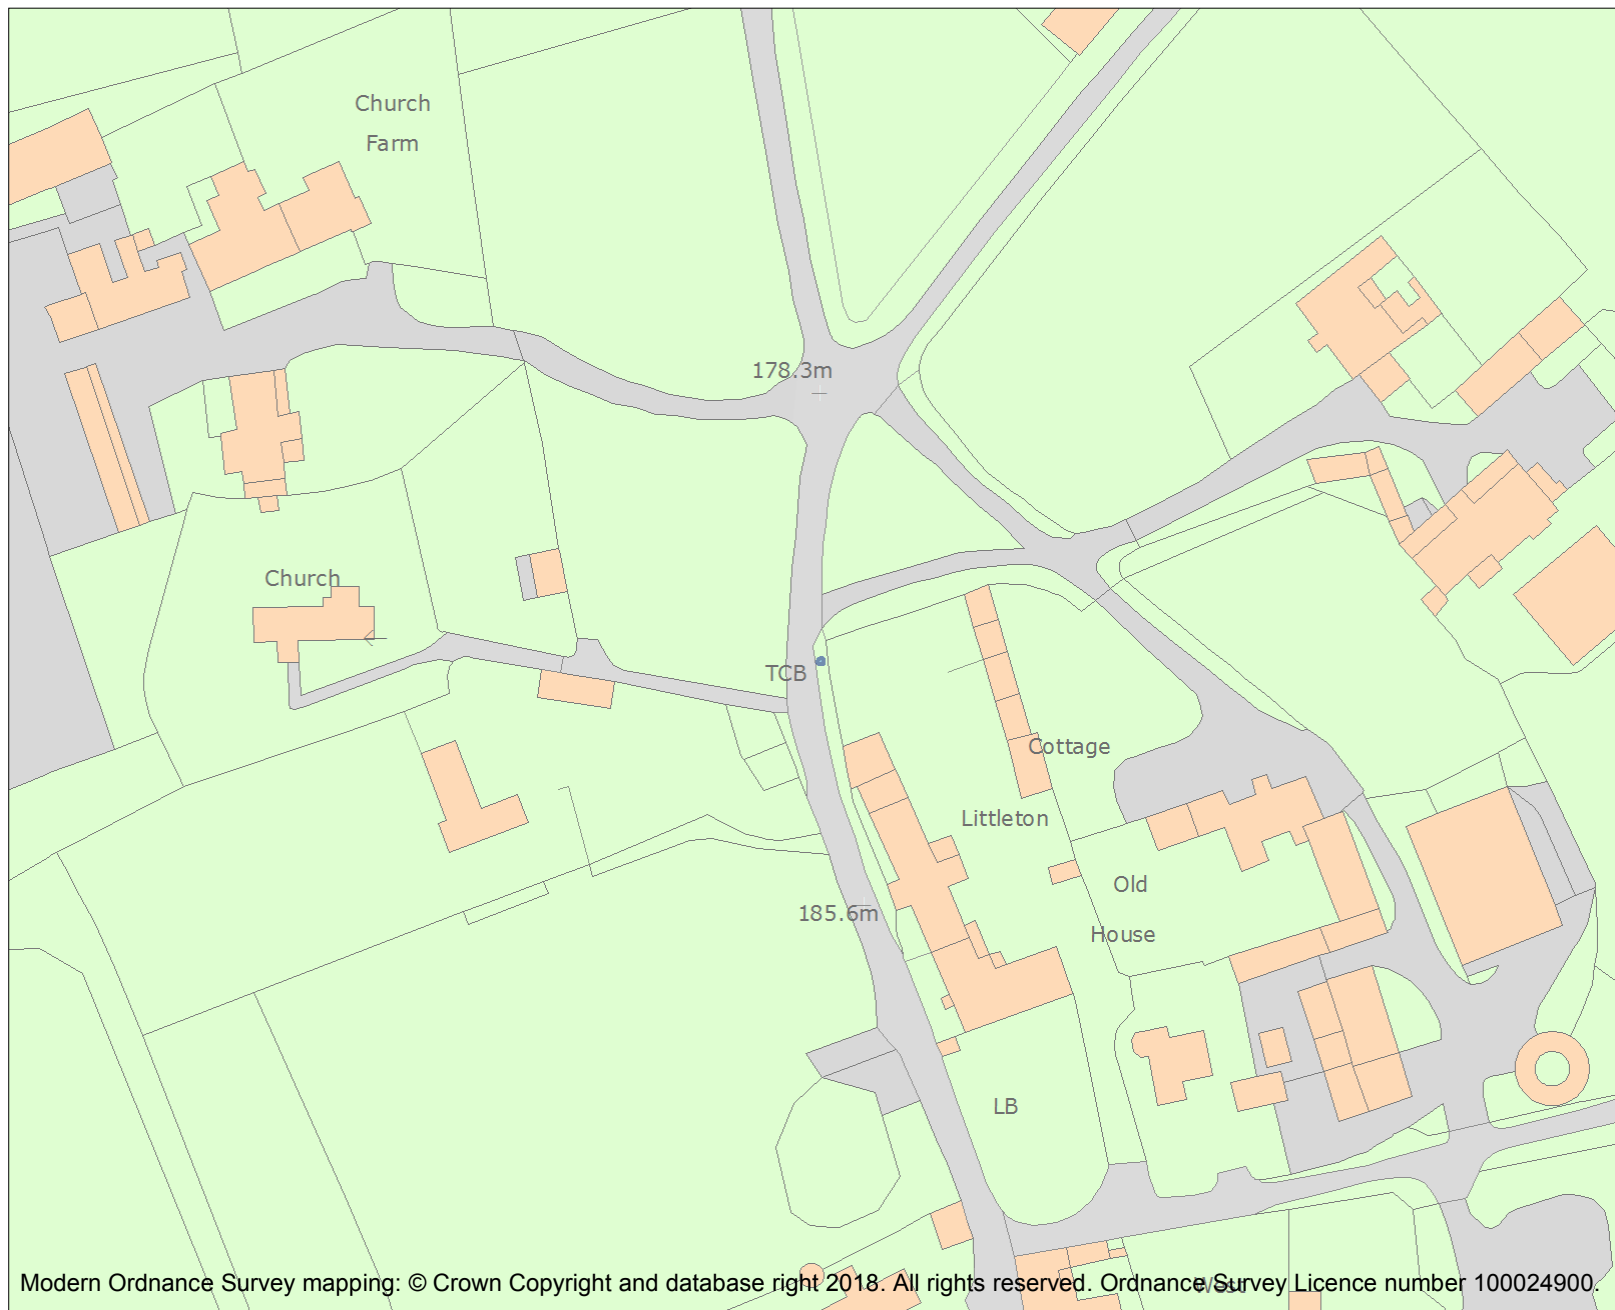 Church
Farm
178.3m
Church
TCB
Cottage
Littleton
Old
185.6m
House
LB
West
Modern Ordnance Survey mapping: © Crown Copyright and database right 2018. All rights reserved. Ordnance Survey Licence number 100024900.